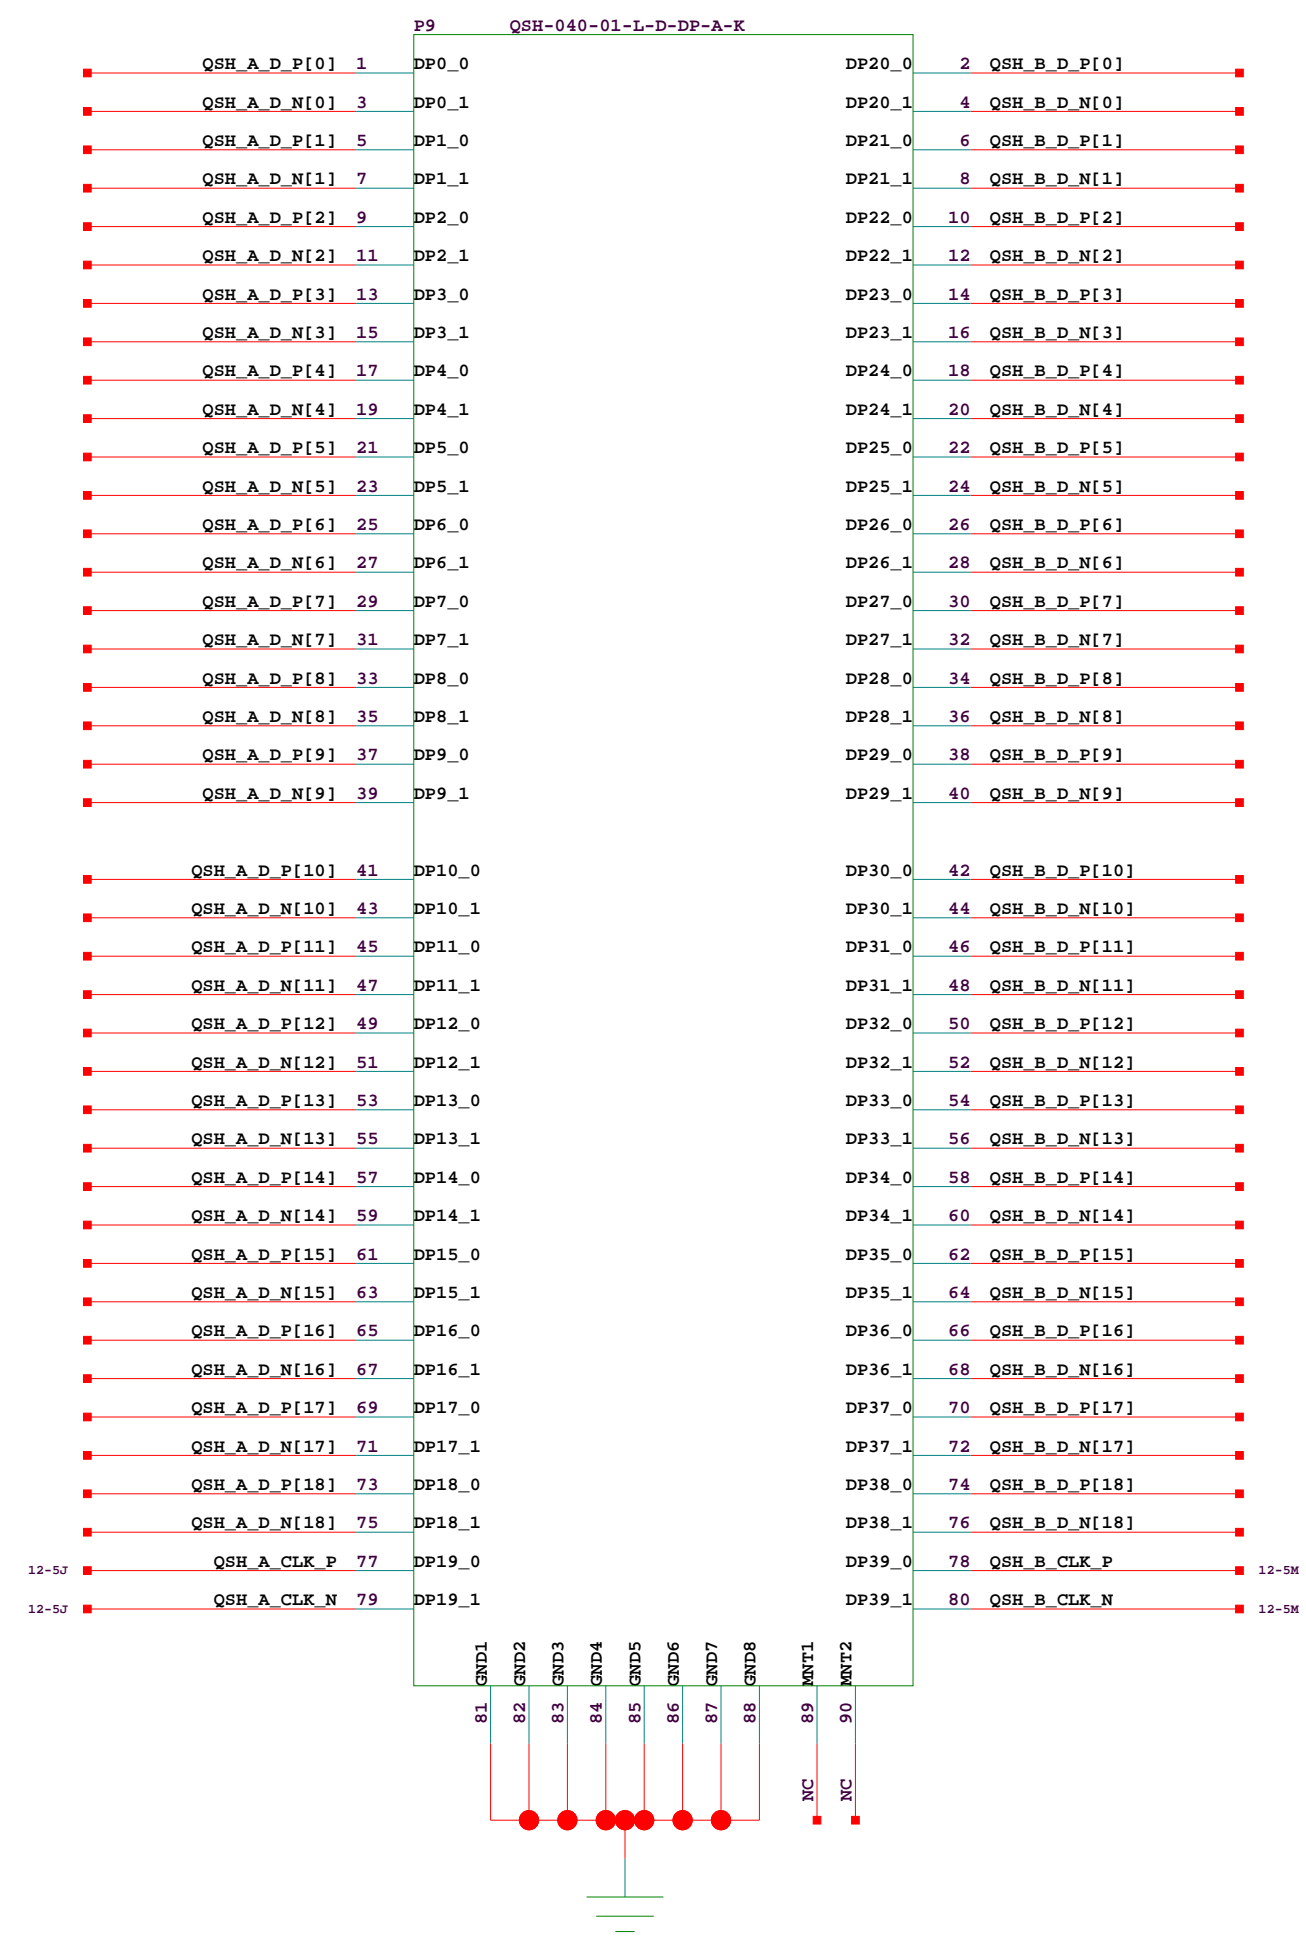 P9 QSH-040-01-L-D-DP-A-K
QSH_A_D_P[0] 1 DP0_0 DP20_0 2 QSH_B_D_P[0]
QSH_A_D_N[0] 3 DP0_1 DP20_1 4 QSH_B_D_N[0]
QSH_A_D_P[1] 5 DP1_0 DP21_0 6 QSH_B_D_P[1]
QSH_A_D_N[1] 7 DP1_1 DP21_1 8 QSH_B_D_N[1]
QSH_A_D_P[2] 9 DP2_0 DP22_0 10 QSH_B_D_P[2]
QSH_A_D_N[2] 11 DP2_1 DP22_1 12 QSH_B_D_N[2]
QSH_A_D_P[3] 13 DP3_0 DP23_0 14 QSH_B_D_P[3]
QSH_A_D_N[3] 15 DP3_1 DP23_1 16 QSH_B_D_N[3]
QSH_A_D_P[4] 17 DP4_0 DP24_0 18 QSH_B_D_P[4]
QSH_A_D_N[4] 19 DP4_1 DP24_1 20 QSH_B_D_N[4]
QSH_A_D_P[5] 21 DP5_0 DP25_0 22 QSH_B_D_P[5]
QSH_A_D_N[5] 23 DP5_1 DP25_1 24 QSH_B_D_N[5]
QSH_A_D_P[6] 25 DP6_0 DP26_0 26 QSH_B_D_P[6]
QSH_A_D_N[6] 27 DP6_1 DP26_1 28 QSH_B_D_N[6]
QSH_A_D_P[7] 29 DP7_0 DP27_0 30 QSH_B_D_P[7]
QSH_A_D_N[7] 31 DP7_1 DP27_1 32 QSH_B_D_N[7]
QSH_A_D_P[8] 33 DP8_0 DP28_0 34 QSH_B_D_P[8]
QSH_A_D_N[8] 35 DP8_1 DP28_1 36 QSH_B_D_N[8]
QSH_A_D_P[9] 37 DP9_0 DP29_0 38 QSH_B_D_P[9]
QSH_A_D_N[9] 39 DP9_1 DP29_1 40 QSH_B_D_N[9]
QSH_A_D_P[10] 41 DP10_0 DP30_0 42 QSH_B_D_P[10]
QSH_A_D_N[10] 43 DP10_1 DP30_1 44 QSH_B_D_N[10]
QSH_A_D_P[11] 45 DP11_0 DP31_0 46 QSH_B_D_P[11]
QSH_A_D_N[11] 47 DP11_1 DP31_1 48 QSH_B_D_N[11]
QSH_A_D_P[12] 49 DP12_0 DP32_0 50 QSH_B_D_P[12]
QSH_A_D_N[12] 51 DP12_1 DP32_1 52 QSH_B_D_N[12]
QSH_A_D_P[13] 53 DP13_0 DP33_0 54 QSH_B_D_P[13]
QSH_A_D_N[13] 55 DP13_1 DP33_1 56 QSH_B_D_N[13]
QSH_A_D_P[14] 57 DP14_0 DP34_0 58 QSH_B_D_P[14]
QSH_A_D_N[14] 59 DP14_1 DP34_1 60 QSH_B_D_N[14]
QSH_A_D_P[15] 61 DP15_0 DP35_0 62 QSH_B_D_P[15]
QSH_A_D_N[15] 63 DP15_1 DP35_1 64 QSH_B_D_N[15]
QSH_A_D_P[16] 65 DP16_0 DP36_0 66 QSH_B_D_P[16]
QSH_A_D_N[16] 67 DP16_1 DP36_1 68 QSH_B_D_N[16]
QSH_A_D_P[17] 69 DP17_0 DP37_0 70 QSH_B_D_P[17]
QSH_A_D_N[17] 71 DP17_1 DP37_1 72 QSH_B_D_N[17]
QSH_A_D_P[18] 73 DP18_0 DP38_0 74 QSH_B_D_P[18]
QSH_A_D_N[18] 75 DP18_1 DP38_1 76 QSH_B_D_N[18]
12-5J QSH_A_CLK_P 77 DP19_0 DP39_0 78 QSH_B_CLK_P 12-5M
12-5J QSH_A_CLK_N 79 DP19_1 DP39_1 80 QSH_B_CLK_N 12-5M
GND1 GND2 GND3 GND4 GND5 GND6 GND7 GND8 MNT1 MNT2
81 82 83 84 85 86 87 88 89 90
NC NC